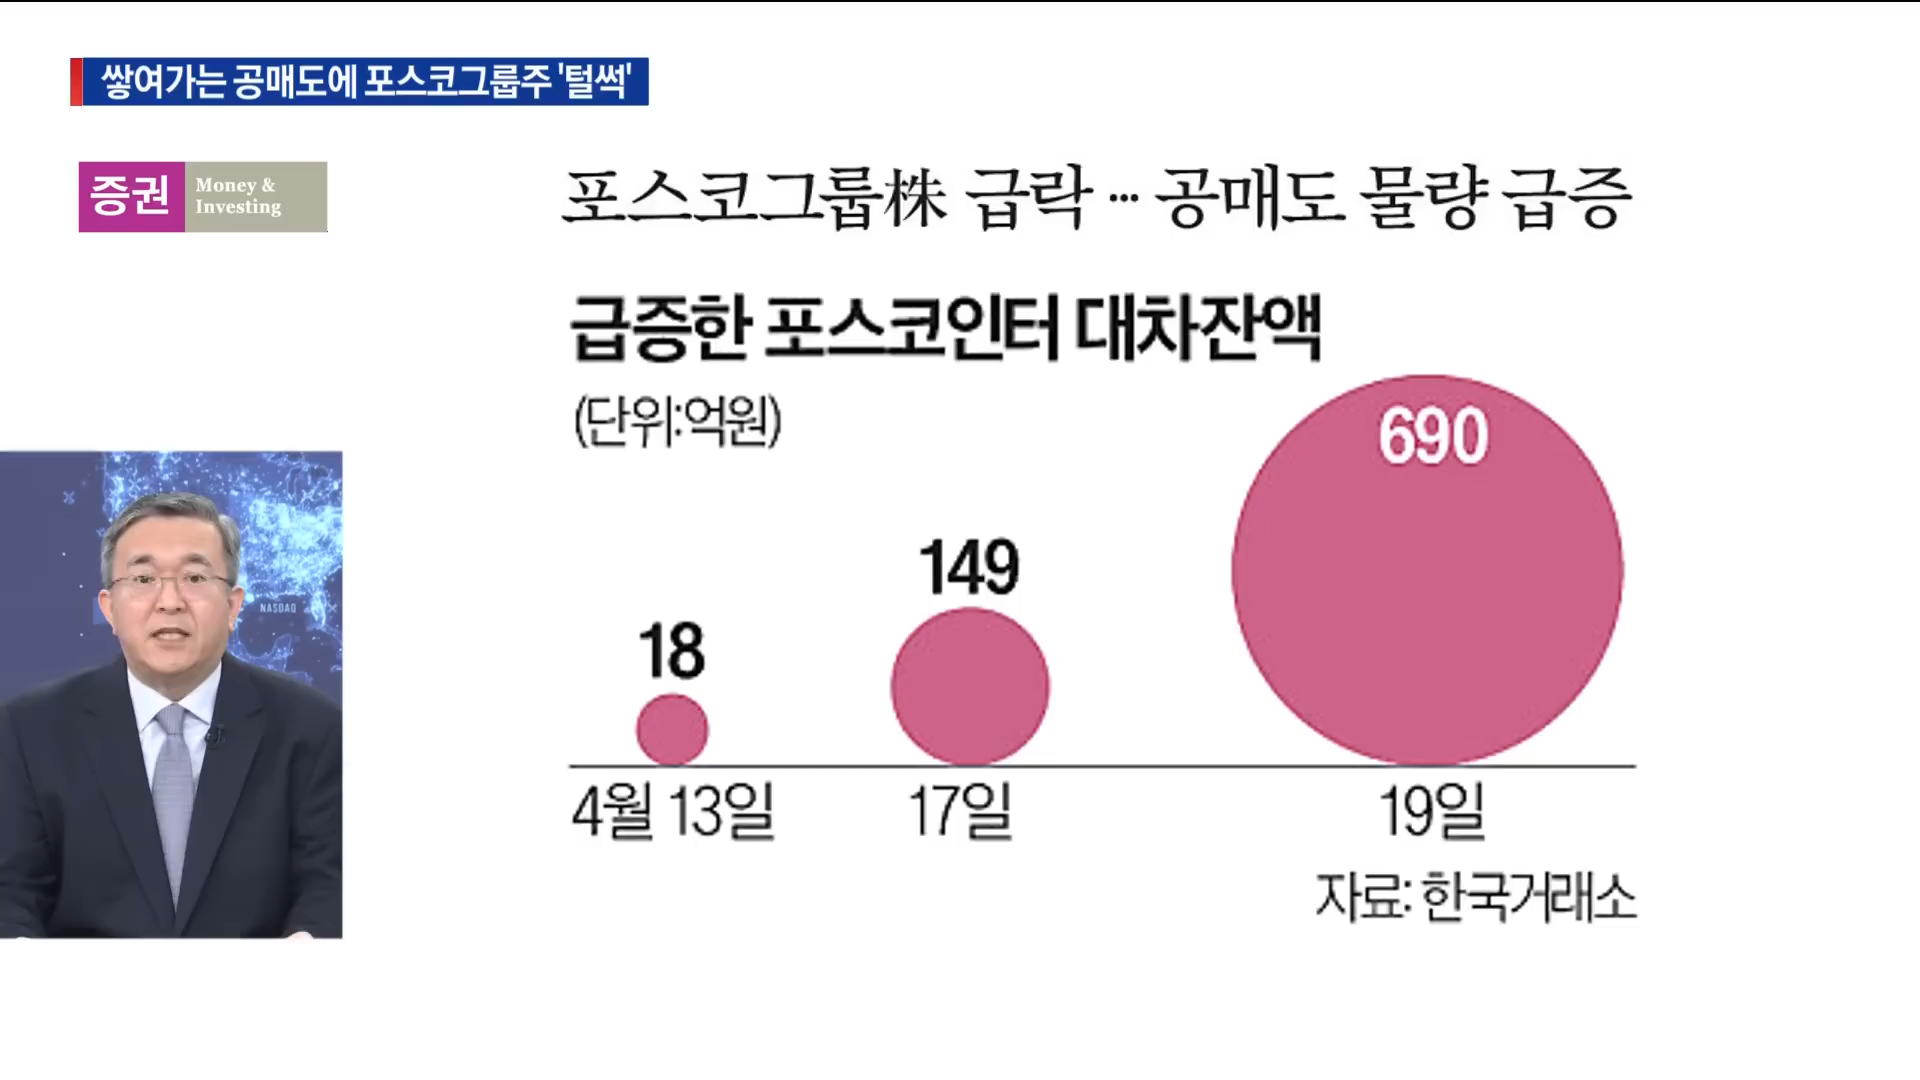 쌓여가는 공매도에 포스코그룹주 '털썩'
증권
Money &
Investing
포스코그룹株 급락 … 공매도 물량 급증
급증한 포스코인터 대차잔액
(단위:억원)
18
149
690
4월 13일
17일
19일
자료: 한국거래소
NASDAQ